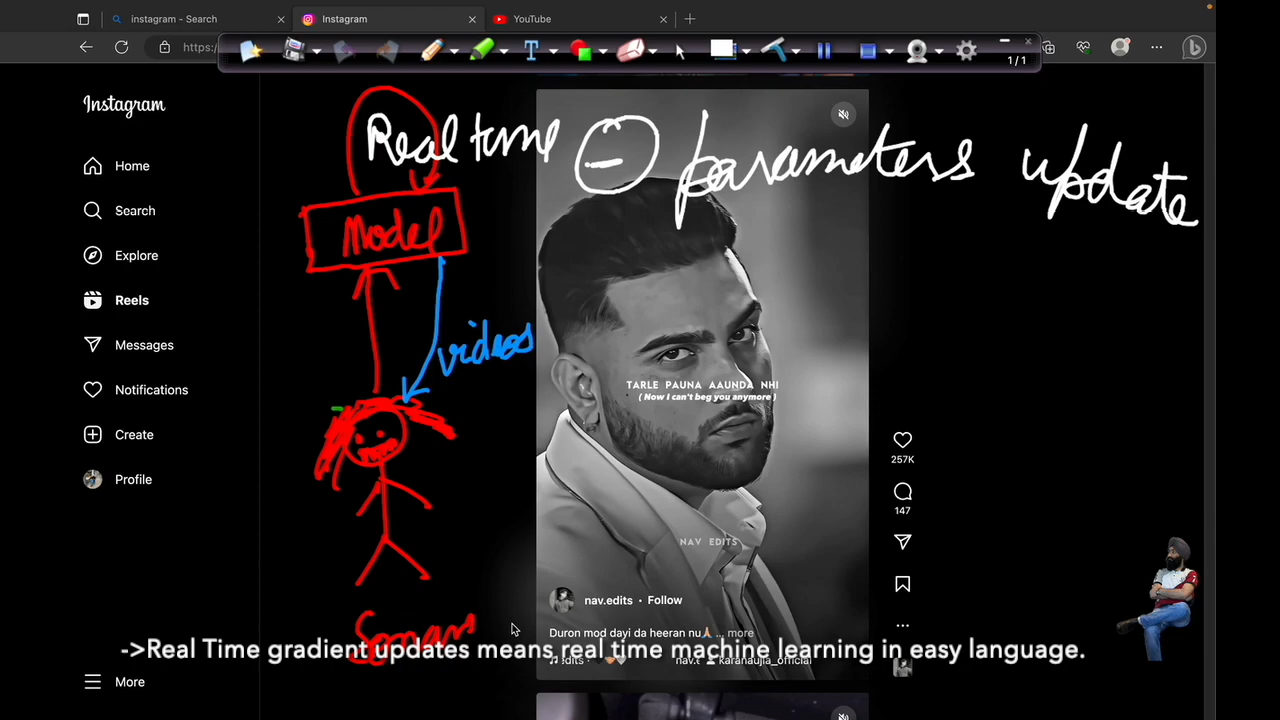 instagram - Search
Instagram
YouTube
https:
1/1
Instagram
Home
Search
Explore
Reels
Messages
Notifications
Create
Profile
More
Real time - parameters update
Model
videos
TARLE PAUNA AAUNDA NHI
( Now I can't beg you anymore )
257K
147
NAV EDITS
nav.edits • Follow
Duron mod dayi da heeran nu🙏🏻 ... more
karanaujla_official
->Real Time gradient updates means real time machine learning in easy language.